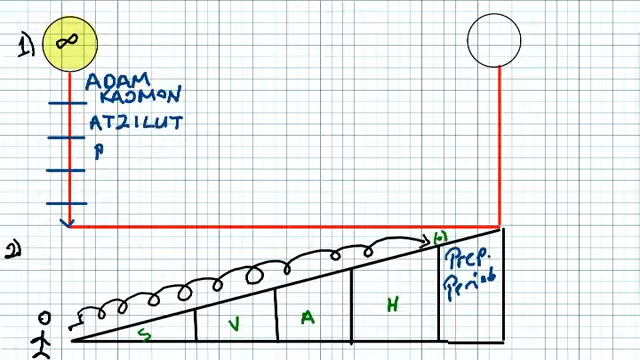 1)
∞
ADAM
KADMON
ATZILUT
2)
(·)
Prep.
Period
S
V
A
H